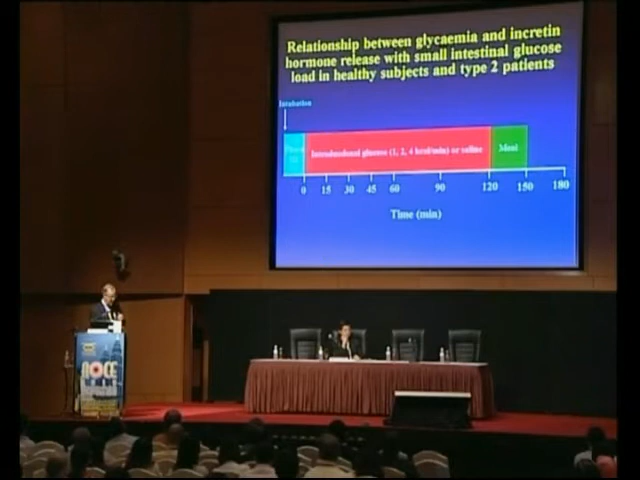 Relationship between glycaemia and incretin
hormone release with small intestinal glucose
load in healthy subjects and type 2 patients
Intubation
Intraduodenal glucose (1, 2, 4 kcal/min) or saline
Meal
0 15 30 45 60 90 120 150 180
Time (min)